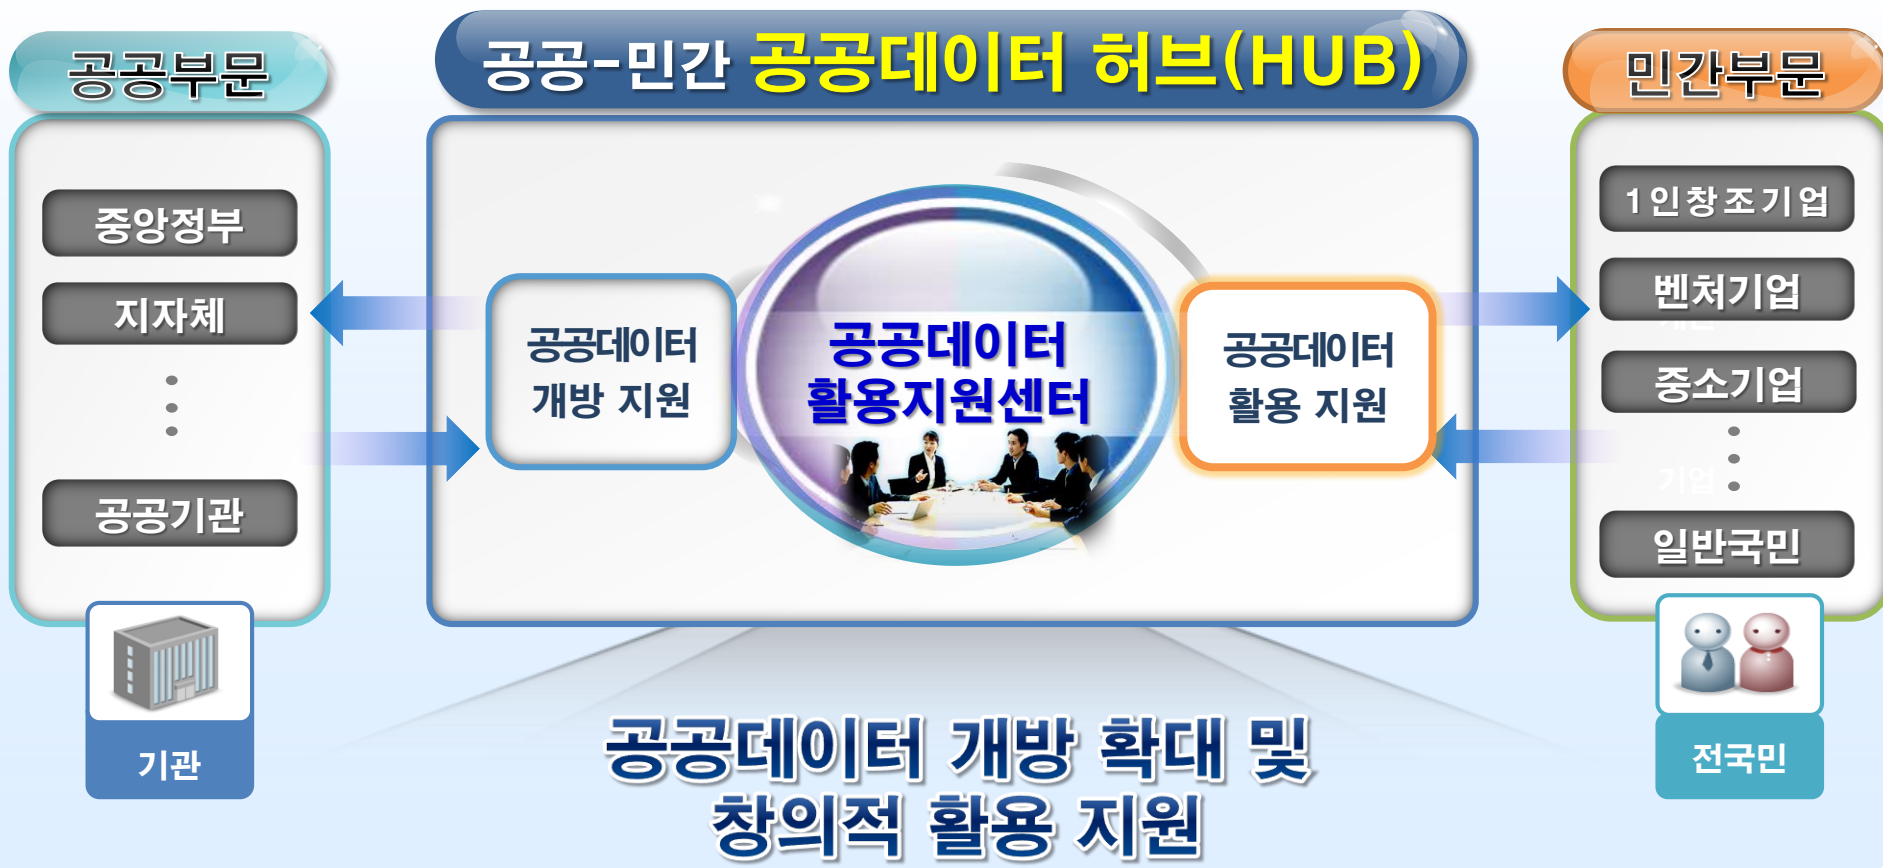 공공부문
공공-민간 공공데이터 허브(HUB)
민간부문
중앙정부
지자체
공공기관
기관
공공데이터
개방 지원
공공데이터
활용지원센터
공공데이터
활용 지원
1인창조기업
벤처기업
중소기업
기업
일반국민
전국민
공공데이터 개방 확대 및
창의적 활용 지원